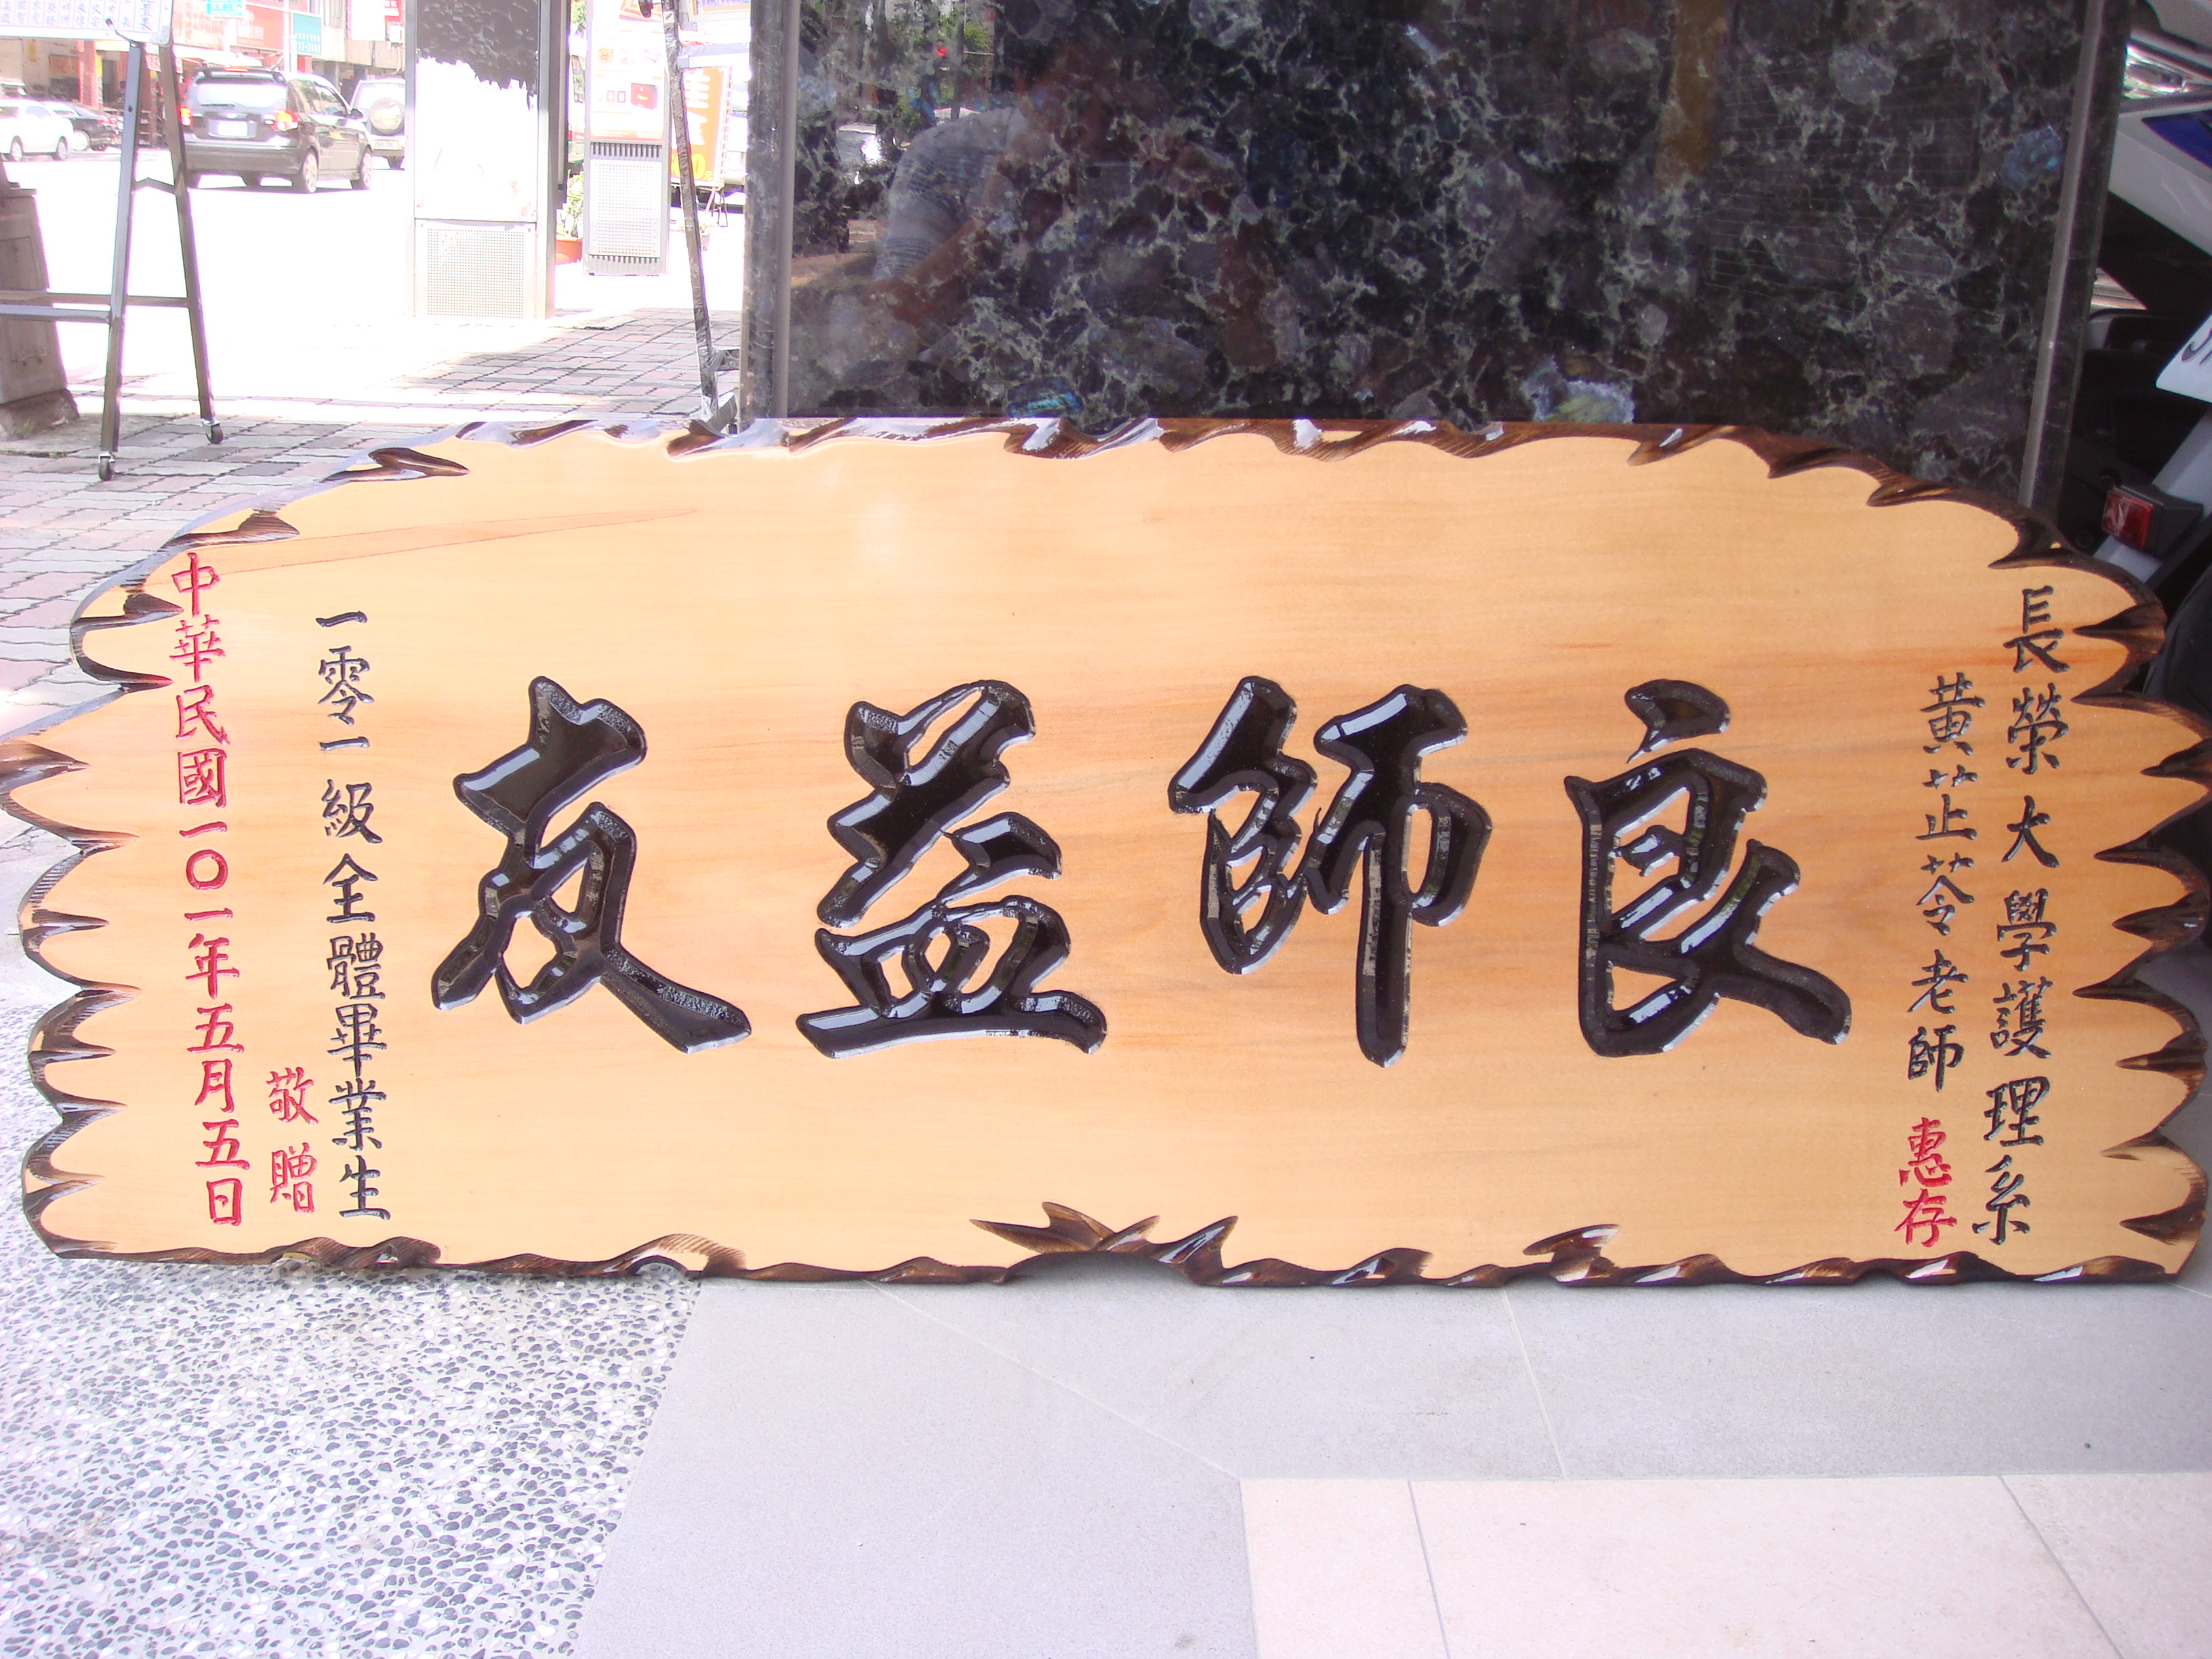 長榮大學護理系
黃芷苓老師 惠存
良師益友
一零一級全體畢業生
敬贈
中華民國一〇一年五月五日